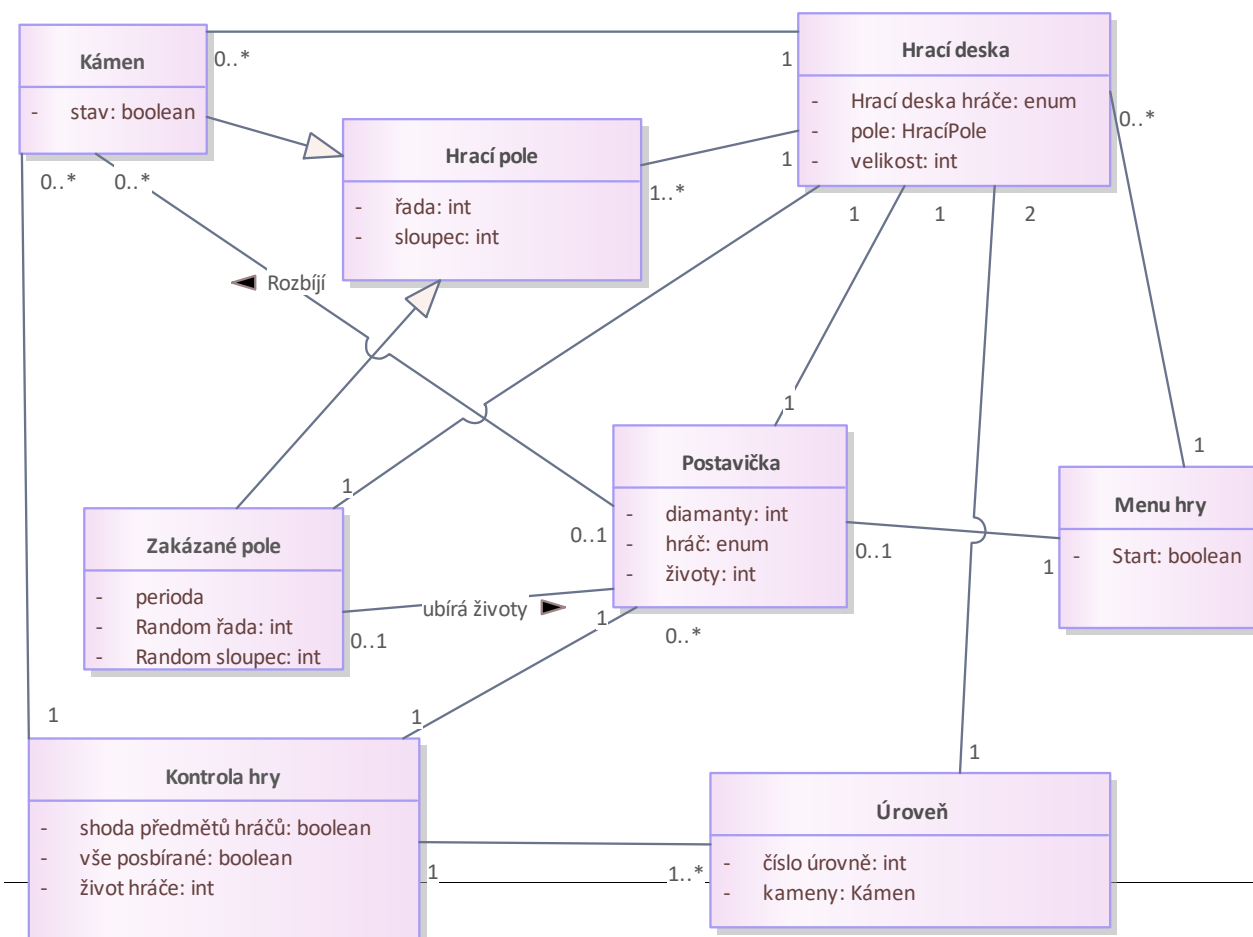 Kámen
- stav: boolean
0..*
1
Hrací deska
- Hrací deska hráče: enum
- pole: HracíPole
- velikost: int
0..*
Hrací pole
- řada: int
- sloupec: int
1
1..*
0..*
0..*
1
1
2
Rozbíjí
1
1
Postavička
- diamanty: int
- hráč: enum
- životy: int
1
Menu hry
- Start: boolean
1
Zakázané pole
- perioda
- Random řada: int
- Random sloupec: int
0..1
0..1
1
ubírá životy
0..1
1
0..*
1
1
1
Kontrola hry
- shoda předmětů hráčů: boolean
- vše posbírané: boolean
- život hráče: int
Úroveň
- číslo úrovně: int
- kameny: Kámen
1
1..*